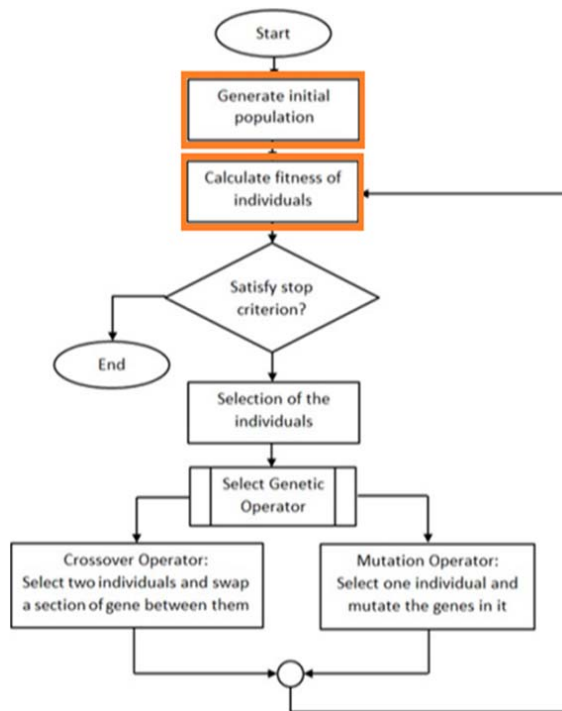 Start
Generate initial
population
Calculate fitness of
individuals
Satisfy stop
criterion?
End
Selection of the
individuals
Select Genetic
Operator
Crossover Operator:
Select two individuals and swap
a section of gene between them
Mutation Operator:
Select one individual and
mutate the genes in it